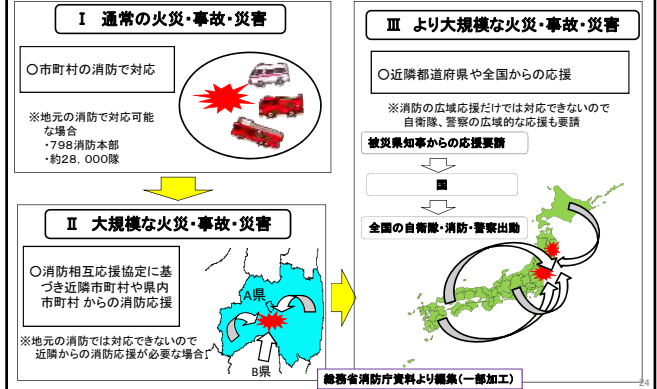 Ⅰ 通常の火災・事故・災害
○市町村の消防で対応
※地元の消防で対応可能
な場合
・798消防本部
・約28,000隊
Ⅱ 大規模な火災・事故・災害
○消防相互応援協定に基
づき近隣市町村や県内
市町村 からの消防応援
※地元の消防では対応できないので
近隣からの消防応援が必要な場合
A県
B県
Ⅲ より大規模な火災・事故・災害
○近隣都道府県や全国からの応援
※消防の広域応援だけでは対応できないので
自衛隊、警察の広域的な応援も要請
被災県知事からの応援要請
国
全国の自衛隊・消防・警察出動
総務省消防庁資料より編集(一部加工)
24